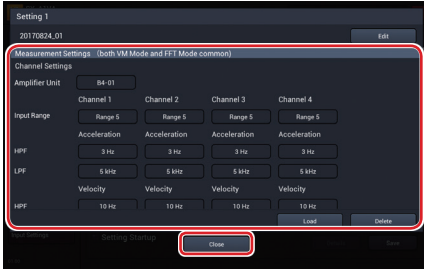 Setting 1
20170824_01 Edit
Measurement Settings (both VM Mode and FFT Mode common)
Channel Settings
Amplifier Unit B4-01
Channel 1 Channel 2 Channel 3 Channel 4
Input Range Range 5 Range 5 Range 5 Range 5
Acceleration Acceleration Acceleration Acceleration
HPF 3 Hz 3 Hz 3 Hz 3 Hz
LPF 5 kHz 5 kHz 5 kHz 5 kHz
Velocity Velocity Velocity Velocity
HPF 10 Hz 10 Hz 10 Hz 10 Hz
Load Delete
Input Settings Setting Startup Save
Close